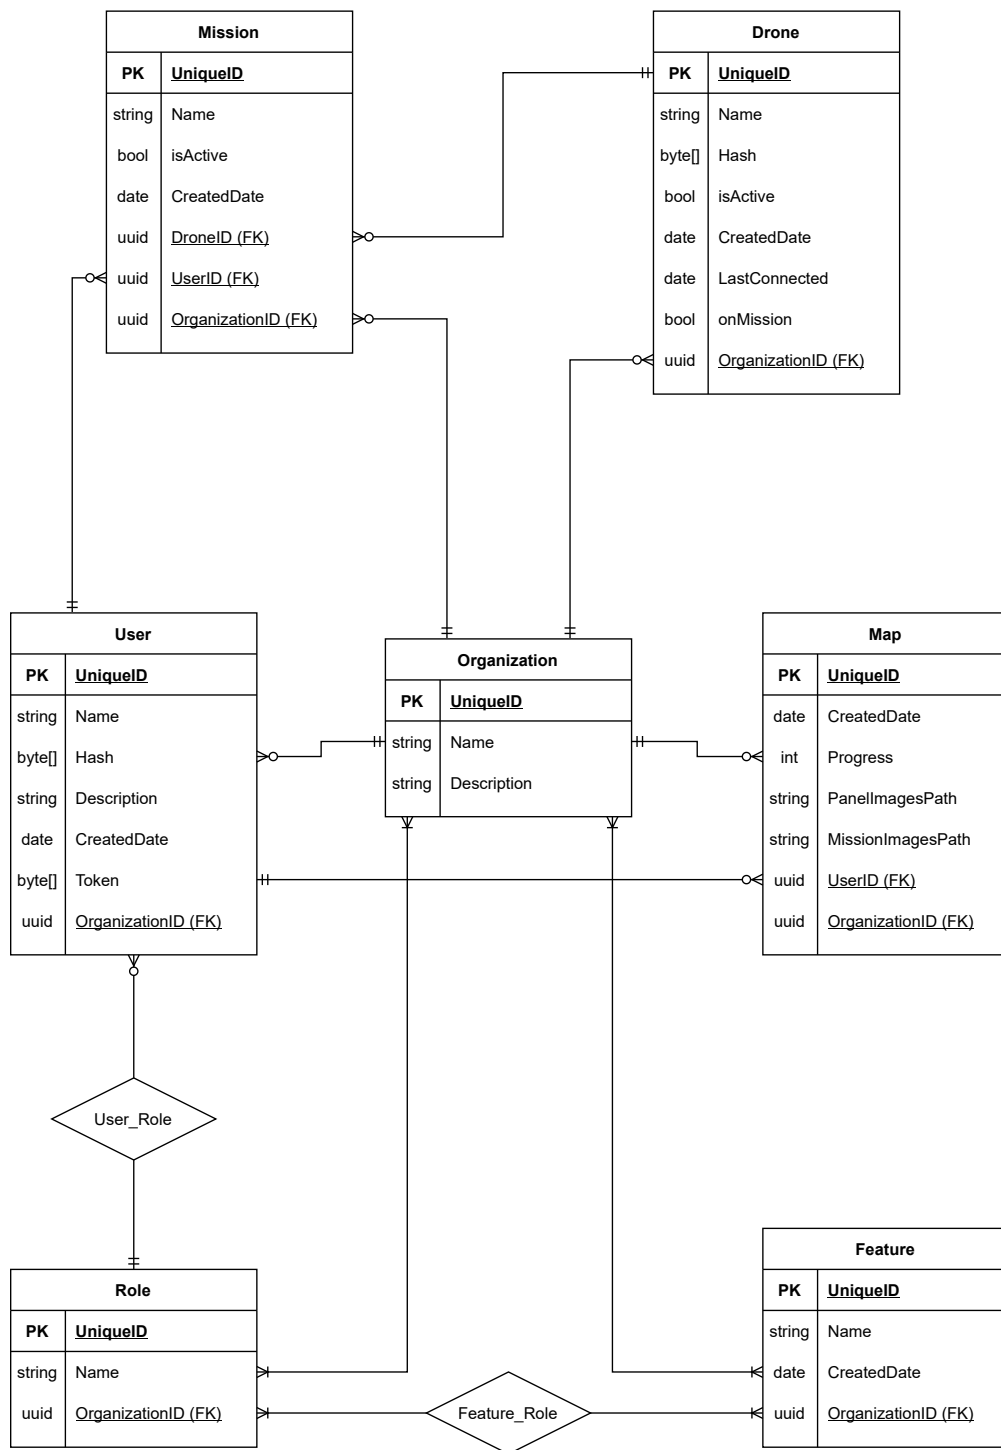 Mission
PK UniqueID
string Name
bool isActive
date CreatedDate
uuid DroneID (FK)
uuid UserID (FK)
uuid OrganizationID (FK)
Drone
PK UniqueID
string Name
byte[] Hash
bool isActive
date CreatedDate
date LastConnected
bool onMission
uuid OrganizationID (FK)
User
PK UniqueID
string Name
byte[] Hash
string Description
date CreatedDate
byte[] Token
uuid OrganizationID (FK)
Organization
PK UniqueID
string Name
string Description
Map
PK UniqueID
date CreatedDate
int Progress
string PanelImagesPath
string MissionImagesPath
uuid UserID (FK)
uuid OrganizationID (FK)
User_Role
Role
PK UniqueID
string Name
uuid OrganizationID (FK)
Feature_Role
Feature
PK UniqueID
string Name
date CreatedDate
uuid OrganizationID (FK)